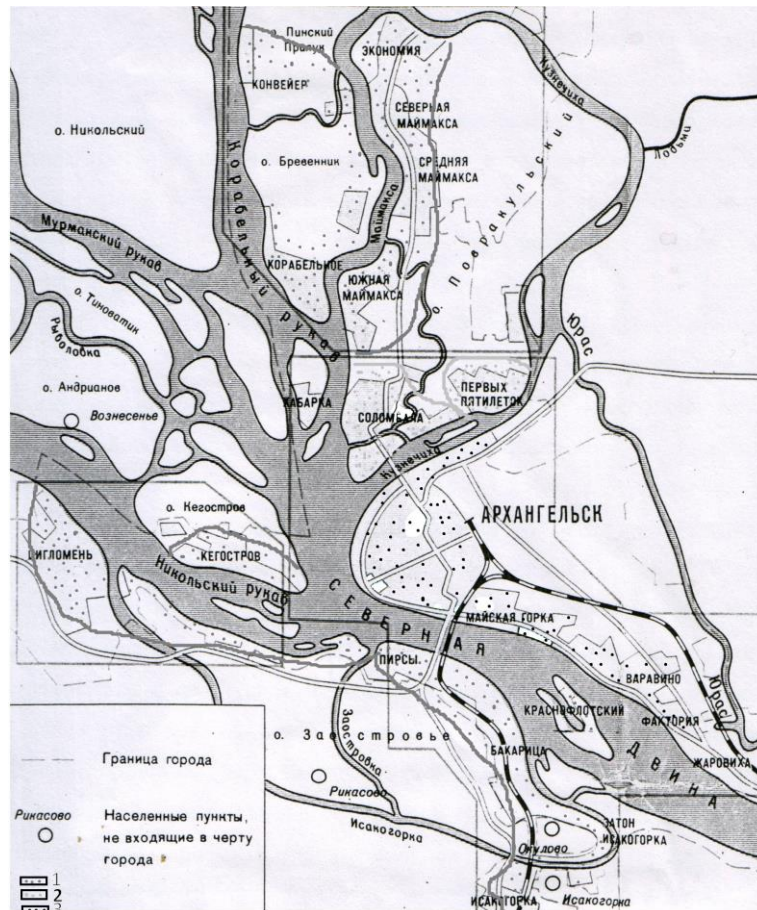 о. Пинский
Прилук
ЭКОНОМИЯ
КОНВЕЙЕР
Кузнечиха
СЕВЕРНАЯ
МАЙМАКСА
о. Никольский
Лодьма
о. Бревенник
СРЕДНЯЯ
МАЙМАКСА
Корабельный рукав
Маймакса
о. Повракульский
Мурманский рукав
КОРАБЕЛЬНОЕ
ЮЖНАЯ
МАЙМАКСА
о. Тиноватик
Рыболовка
Юрас
о. Андрианов
Вознесенье
ХАБАРКА
СОЛОМБАЛА
ПЕРВЫХ
ПЯТИЛЕТОК
Кузнечиха
о. Кегостров
АРХАНГЕЛЬСК
ЦИГЛОМЕНЬ
КЕГОСТРОВ
Никольский рукав
СЕВЕРНАЯ
МАЙСКАЯ ГОРКА
ПИРСЫ
ВАРАВИНО
Юрас
КРАСНОФЛОТСКИЙ
ФАКТОРИЯ
о. Заостровье
Заостровка
БАКАРИЦА
ДВИНА
ЖАРОВИХА
Граница города
Рикасово
Рикасово
Населенные пункты,
не входящие в черту
города
Исакогорка
ЗАТОН
ИСАКОГОРКА
Окулово
ИСАКОГОРКА
Исакогорка
1
2